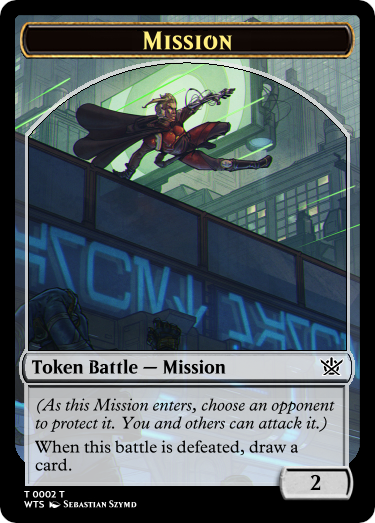 MISSION
Token Battle — Mission
(As this Mission enters, choose an opponent
to protect it. You and others can attack it.)
When this battle is defeated, draw a
card.
2
T 0002 T
WTS SEBASTIAN SZYMD